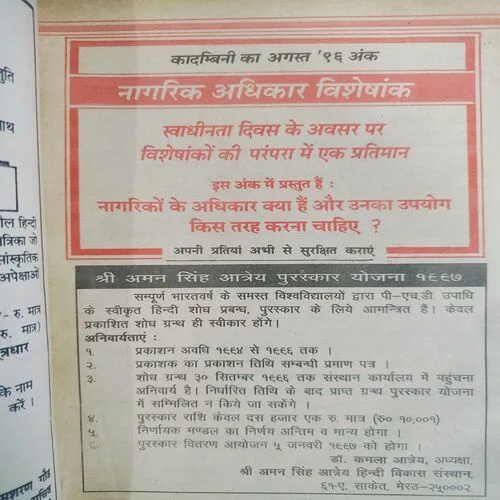 ति
ाथ
कादम्बिनी का अगस्त '९६ अंक
नागरिक अधिकार विशेषांक
स्वाधीनता दिवस के अवसर पर
विशेषांकों की परंपरा में एक प्रतिमान
इस अंक में प्रस्तुत हैं :
नागरिकों के अधिकार क्या हैं और उनका उपयोग
किस तरह करना चाहिए ?
अपनी प्रतियां अभी से सुरक्षित कराएं
श्री अमन सिंह आत्रेय पुरस्कार योजना १९९७
सम्पूर्ण भारतवर्ष के समस्त विश्वविद्यालयों द्वारा पी–एच.डी. उपाधि
के स्वीकृत हिन्दी शोध प्रबन्ध, पुरस्कार के लिये आमन्त्रित हैं। केवल
प्रकाशित शोध ग्रन्थ ही स्वीकार होंगे।
अनिवार्यताएं :
१. प्रकाशन अवधि १९९४ से १९९६ तक ।
२. प्रकाशक का प्रकाशन तिथि सम्बन्धी प्रमाण पत्र ।
३. शोध ग्रन्थ ३० सितम्बर १९९६ तक संस्थान कार्यालय में पहुंचना
अनिवार्य है। निर्धारित तिथि के बाद प्राप्त ग्रन्थ पुरस्कार योजना
में सम्मिलित न किये जा सकेंगे ।
४. पुरस्कार राशि केवल दस हजार एक रु. मात्र (रु० १०,००१)
५. निर्णायक मण्डल का निर्णय अन्तिम व मान्य होगा ।
६. पुरस्कार वितरण आयोजन ५ जनवरी १९९७ को होगा ।
डॉ. कमला आत्रेय, अध्यक्षा,
श्री अमन सिंह आत्रेय हिन्दी विकास संस्थान,
६१-ए, साकेत, मेरठ-२५०००२
ील हिन्दी
त्रिका जो
सांस्कृतिक
अपेक्षाओं
रु. मात्र
रु. मात्र)
त्रधार
के नाम
करें ।
मशरण गौड़